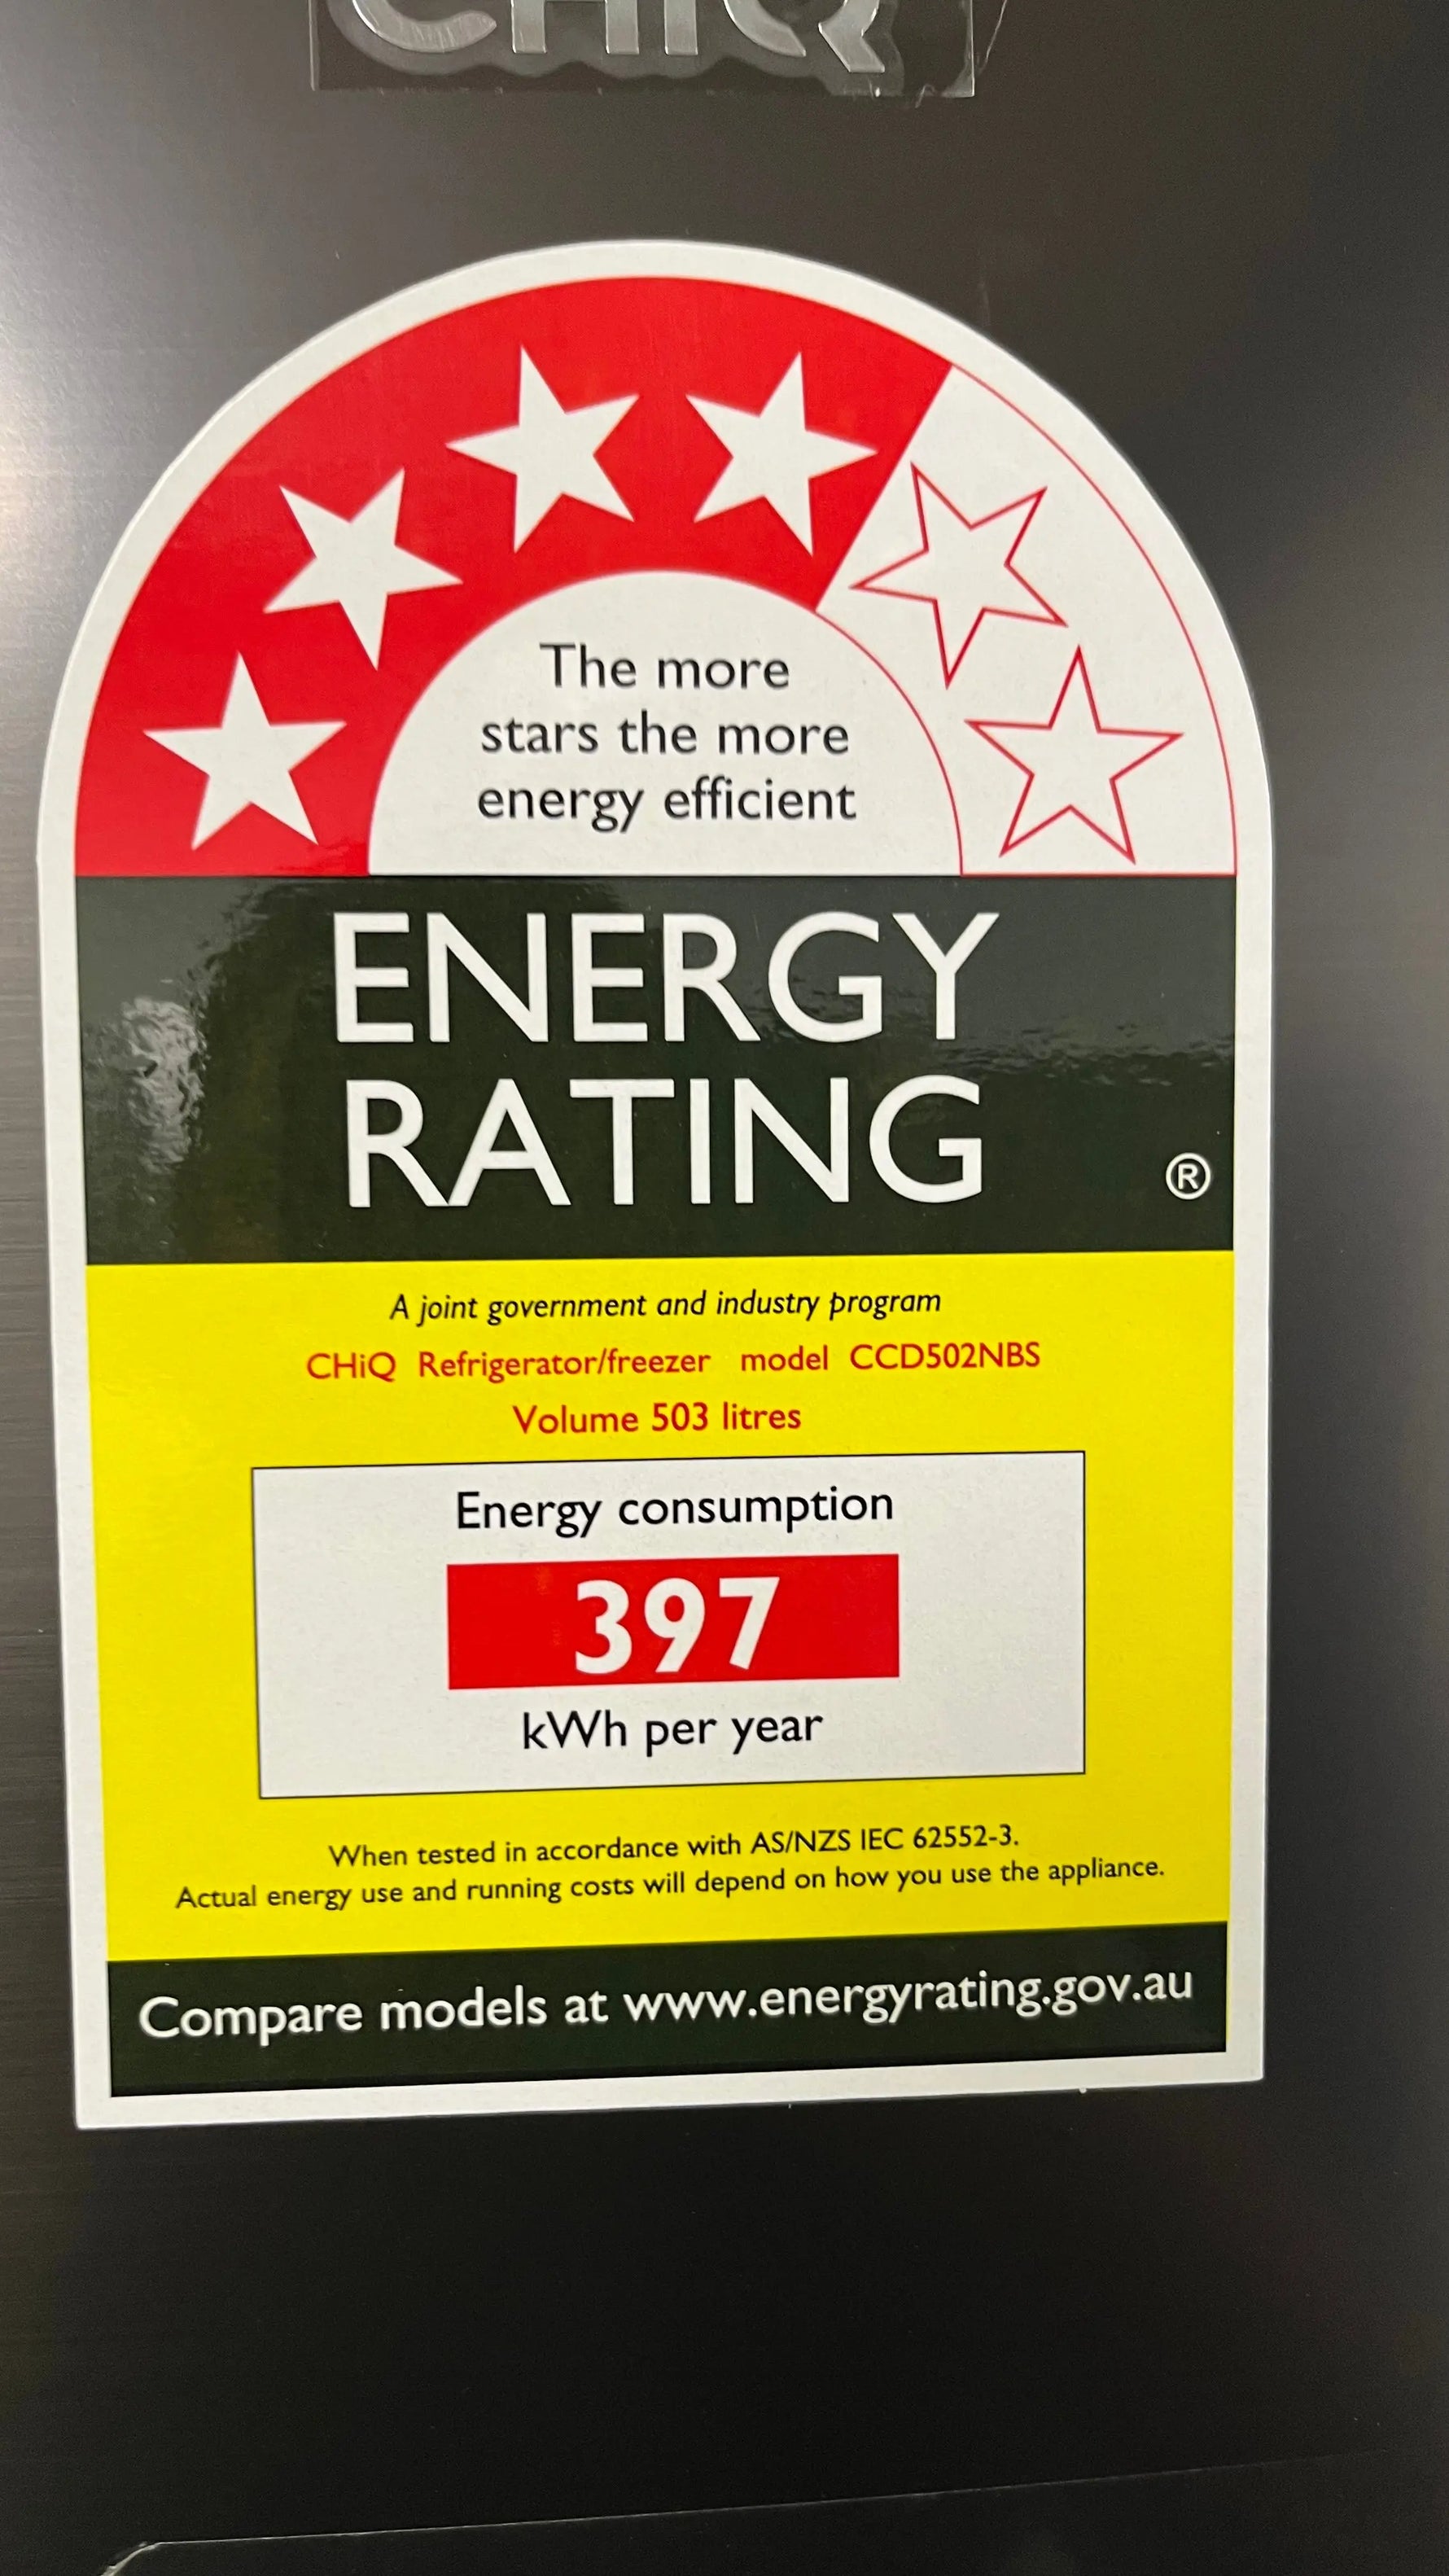 CHiQ
The more
stars the more
energy efficient
ENERGY
RATING
®
A joint government and industry program
CHiQ Refrigerator/freezer model CCD502NBS
Volume 503 litres
Energy consumption
397
kWh per year
When tested in accordance with AS/NZS IEC 62552-3.
Actual energy use and running costs will depend on how you use the appliance.
Compare models at www.energyrating.gov.au